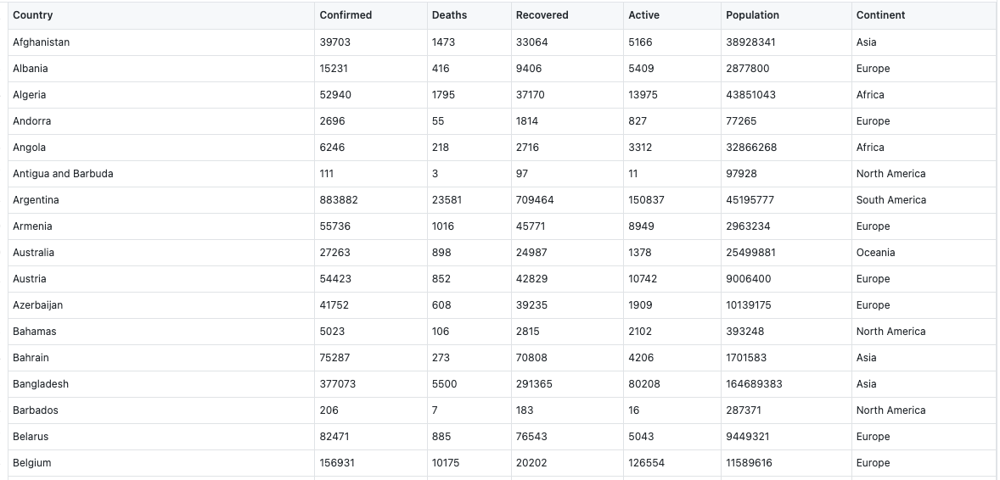 Country Confirmed Deaths Recovered Active Population Continent
Afghanistan 39703 1473 33064 5166 38928341 Asia
Albania 15231 416 9406 5409 2877800 Europe
Algeria 52940 1795 37170 13975 43851043 Africa
Andorra 2696 55 1814 827 77265 Europe
Angola 6246 218 2716 3312 32866268 Africa
Antigua and Barbuda 111 3 97 11 97928 North America
Argentina 883882 23581 709464 150837 45195777 South America
Armenia 55736 1016 45771 8949 2963234 Europe
Australia 27263 898 24987 1378 25499881 Oceania
Austria 54423 852 42829 10742 9006400 Europe
Azerbaijan 41752 608 39235 1909 10139175 Europe
Bahamas 5023 106 2815 2102 393248 North America
Bahrain 75287 273 70808 4206 1701583 Asia
Bangladesh 377073 5500 291365 80208 164689383 Asia
Barbados 206 7 183 16 287371 North America
Belarus 82471 885 76543 5043 9449321 Europe
Belgium 156931 10175 20202 126554 11589616 Europe